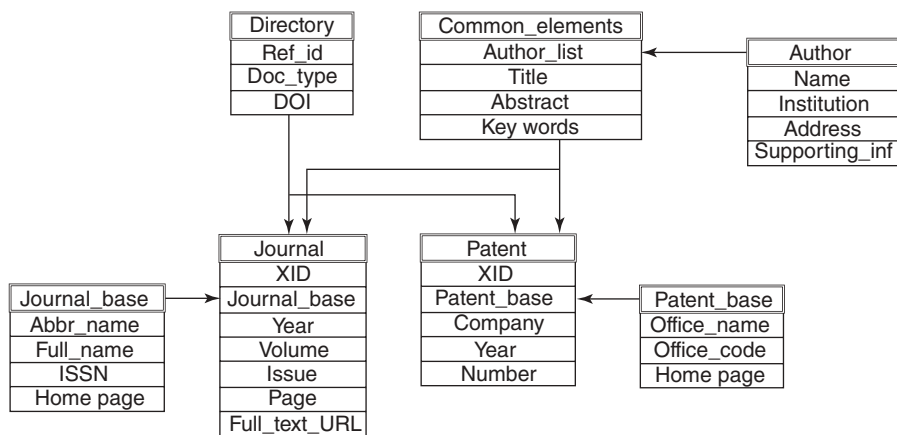 Directory
Ref_id
Doc_type
DOI
Common_elements
Author_list
Title
Abstract
Key words
Author
Name
Institution
Address
Supporting_inf
Journal
XID
Journal_base
Year
Volume
Issue
Page
Full_text_URL
Patent
XID
Patent_base
Company
Year
Number
Journal_base
Abbr_name
Full_name
ISSN
Home page
Patent_base
Office_name
Office_code
Home page